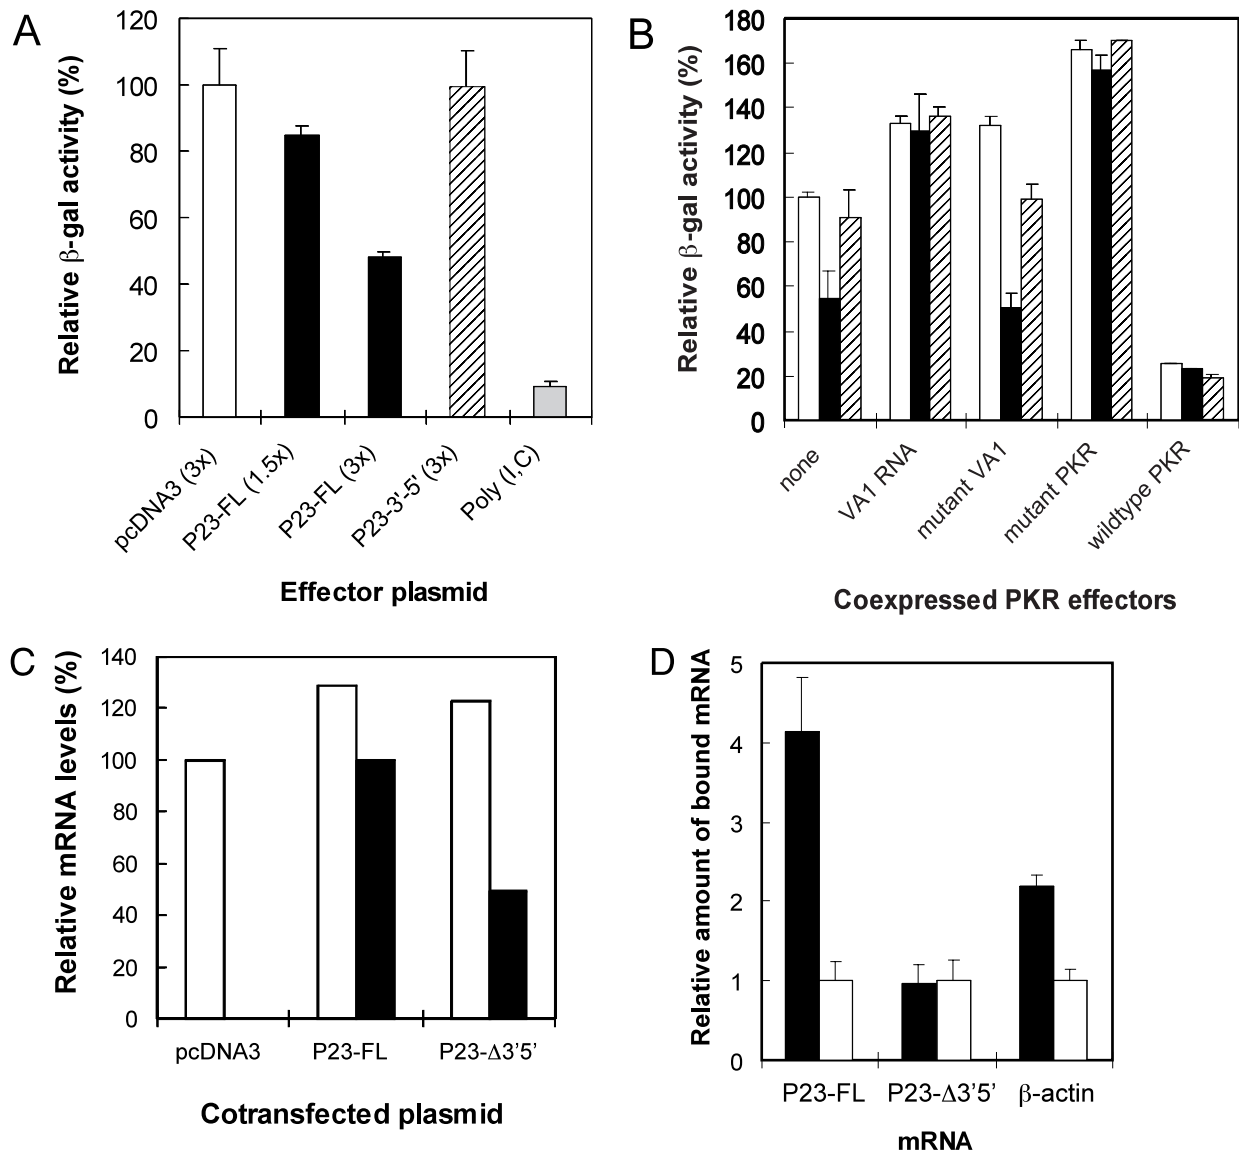 A
Relative β-gal activity (%)
120
100
80
60
40
20
0
pcDNA3 (3x)
P23-FL (1.5x)
P23-FL (3x)
P23-3'-5' (3x)
Poly (I,C)
Effector plasmid
B
Relative β-gal activity (%)
180
160
140
120
100
80
60
40
20
0
none
VA1 RNA
mutant VA1
mutant PKR
wildtype PKR
Coexpressed PKR effectors
C
Relative mRNA levels (%)
140
120
100
80
60
40
20
0
pcDNA3
P23-FL
P23-Δ3'5'
Cotransfected plasmid
D
Relative amount of bound mRNA
5
4
3
2
1
0
P23-FL
P23-Δ3'5'
β-actin
mRNA